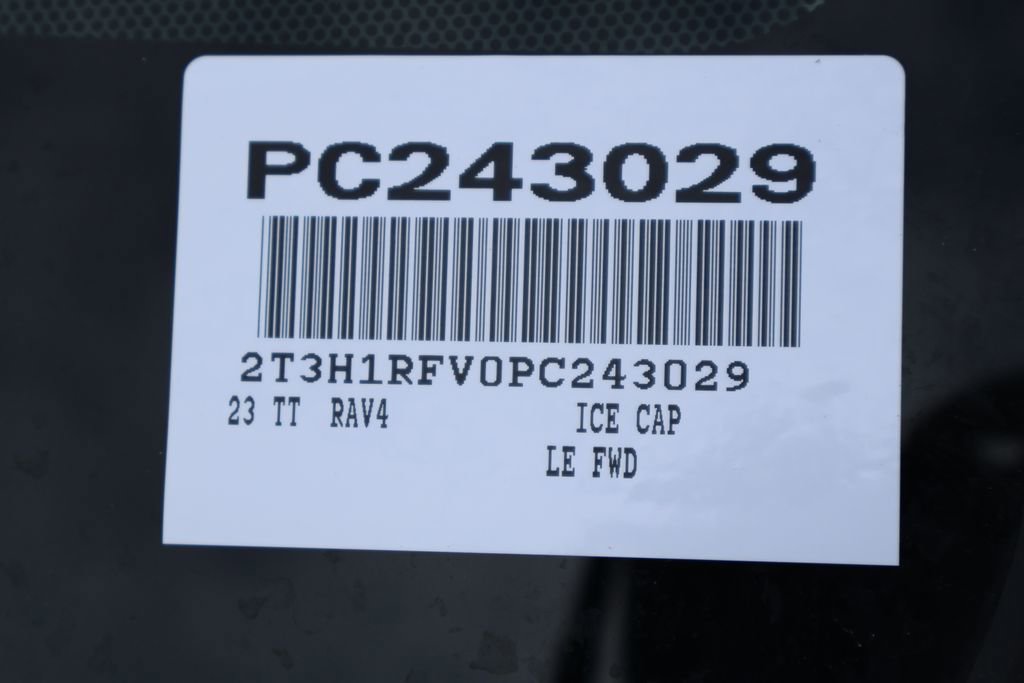 PC243029
2T3H1RFV0PC243029
23 TT RAV4 ICE CAP
LE FWD